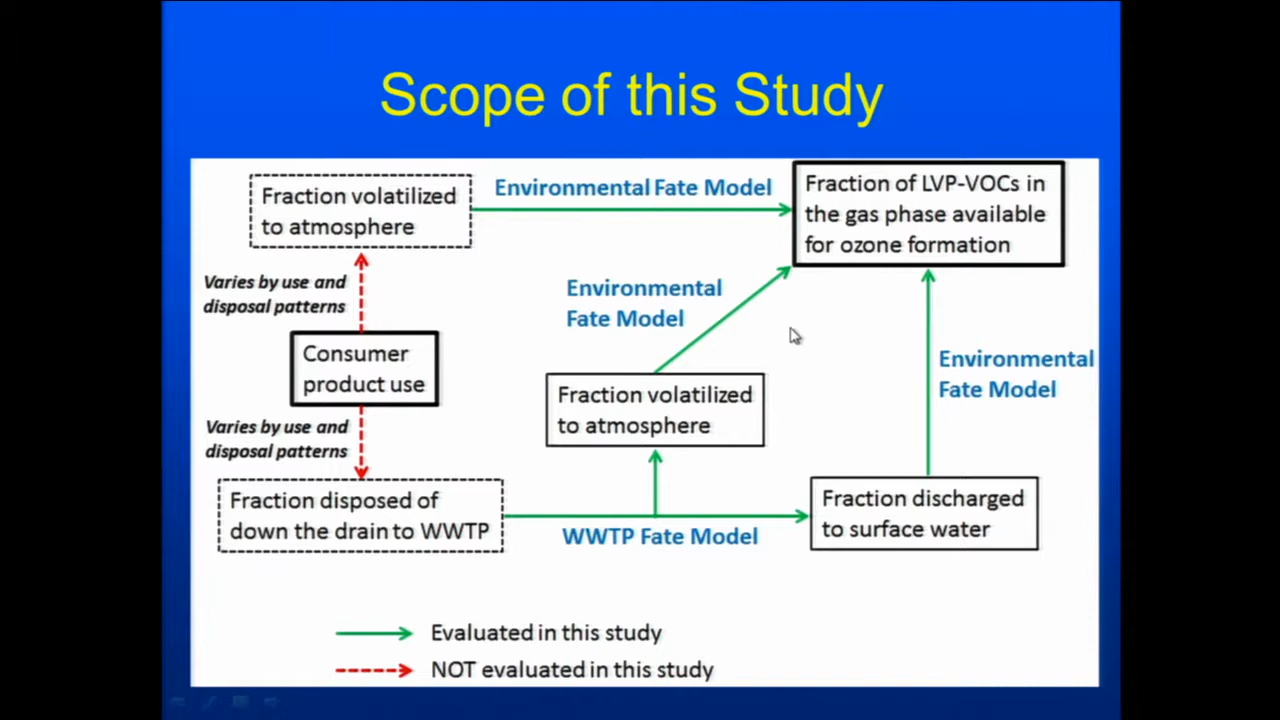 Scope of this Study
Fraction volatilized
to atmosphere
Environmental Fate Model
Fraction of LVP-VOCs in
the gas phase available
for ozone formation
Varies by use and
disposal patterns
Environmental
Fate Model
Consumer
product use
Environmental
Fate Model
Fraction volatilized
to atmosphere
Varies by use and
disposal patterns
Fraction disposed of
down the drain to WWTP
WWTP Fate Model
Fraction discharged
to surface water
Evaluated in this study
NOT evaluated in this study